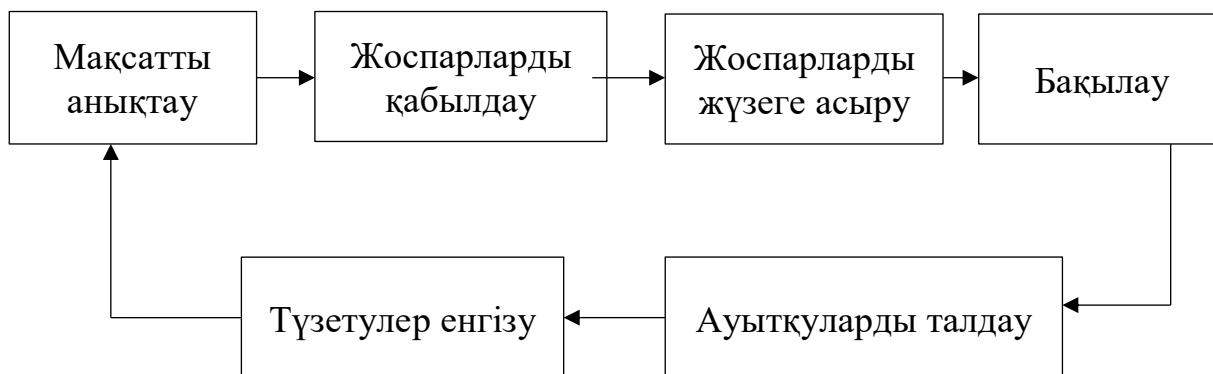 Мақсатты
анықтау
Жоспарларды
қабылдау
Жоспарларды
жүзеге асыру
Бақылау
Ауытқуларды талдау
Түзетулер енгізу